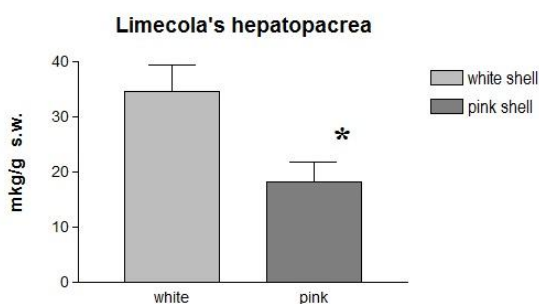 Limecola's hepatopacrea
mkg/g s.w.
40
30
20
10
0
*
white
pink
white shell
pink shell